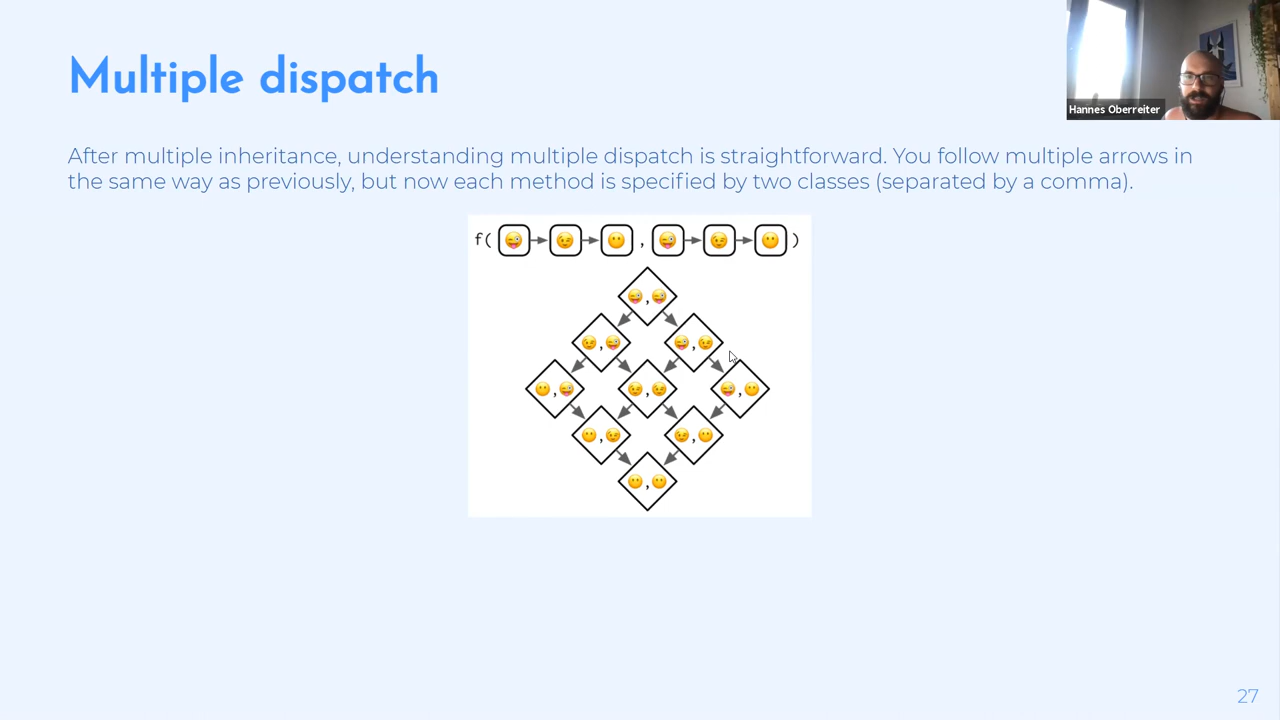 Multiple dispatch
Hannes Oberreiter
After multiple inheritance, understanding multiple dispatch is straightforward. You follow multiple arrows in
the same way as previously, but now each method is specified by two classes (separated by a comma).
f( 😜 → 😉 → 😶 , 😜 → 😉 → 😶 )
😜 , 😜
😉 , 😜 😜 , 😉
😶 , 😜 😉 , 😉 😜 , 😶
😶 , 😉 😉 , 😶
😶 , 😶
27